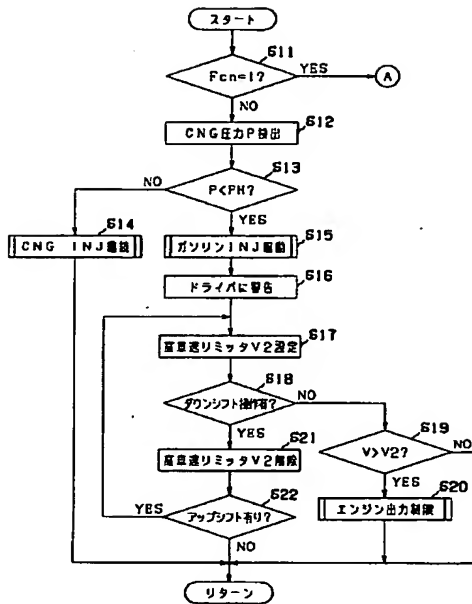 スタート
S11
Fcn=1?
YES
A
NO
S12
CNG圧力P検出
S13
NO
P<PH?
YES
S14
CNG INJ駆動
S15
ガソリンINJ駆動
S16
ドライバに警告
S17
高車速リミッタV2設定
S18
ダウンシフト操作有?
NO
YES
S19
V>V2?
NO
S21
高車速リミッタV2解除
YES
S20
エンジン出力制限
S22
YES
アップシフト有り?
NO
リターン